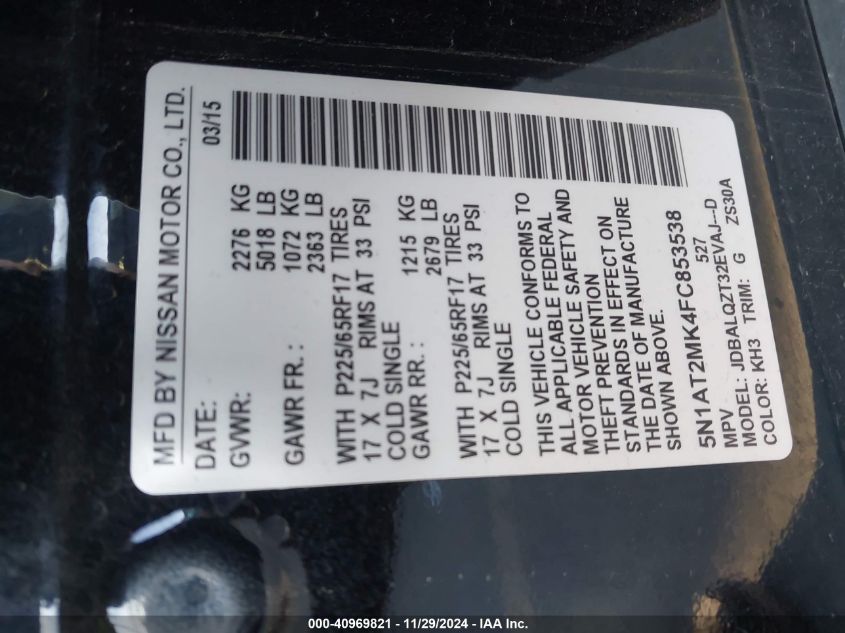 MFD BY NISSAN MOTOR CO., LTD.
DATE: 03/15
GVWR: 2276 KG
5018 LB
GAWR FR. : 1072 KG
2363 LB
WITH P225/65RF17 TIRES
17 X 7J RIMS AT 33 PSI
COLD SINGLE
GAWR RR. : 1215 KG
2679 LB
WITH P225/65RF17 TIRES
17 X 7J RIMS AT 33 PSI
COLD SINGLE
THIS VEHICLE CONFORMS TO
ALL APPLICABLE FEDERAL
MOTOR VEHICLE SAFETY AND
THEFT PREVENTION
STANDARDS IN EFFECT ON
THE DATE OF MANUFACTURE
SHOWN ABOVE.
5N1AT2MK4FC853538
MPV 527
MODEL: JDBALQZT32EVAJ--D
COLOR: KH3 TRIM: G ZS30A
000-40969821 - 11/29/2024 - IAA Inc.